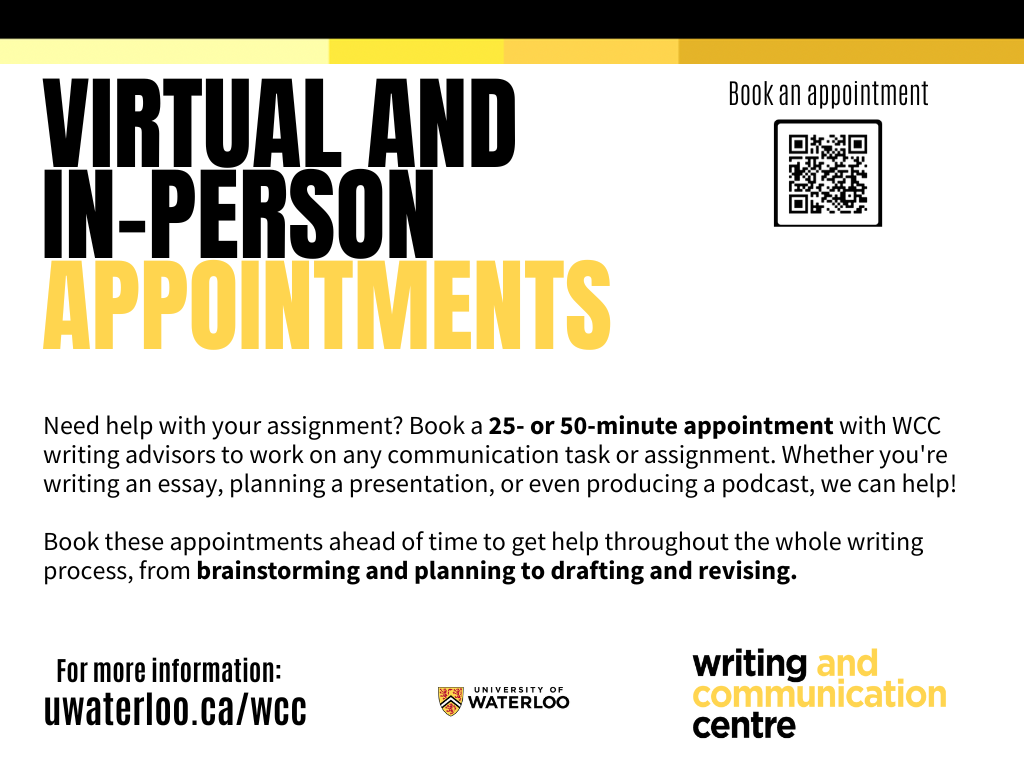 VIRTUAL AND
IN-PERSON
APPOINTMENTS
Book an appointment
Need help with your assignment? Book a 25- or 50-minute appointment with WCC
writing advisors to work on any communication task or assignment. Whether you're
writing an essay, planning a presentation, or even producing a podcast, we can help!
Book these appointments ahead of time to get help throughout the whole writing
process, from brainstorming and planning to drafting and revising.
For more information:
uwaterloo.ca/wcc
UNIVERSITY OF
WATERLOO
writing and
communication
centre